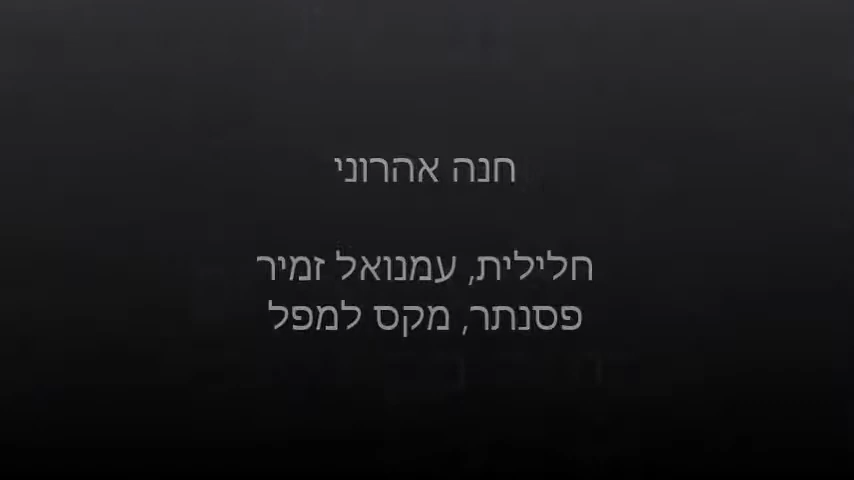 חנה אהרוני
חלילית, עמנואל זמיר
פסנתר, מקס למפל